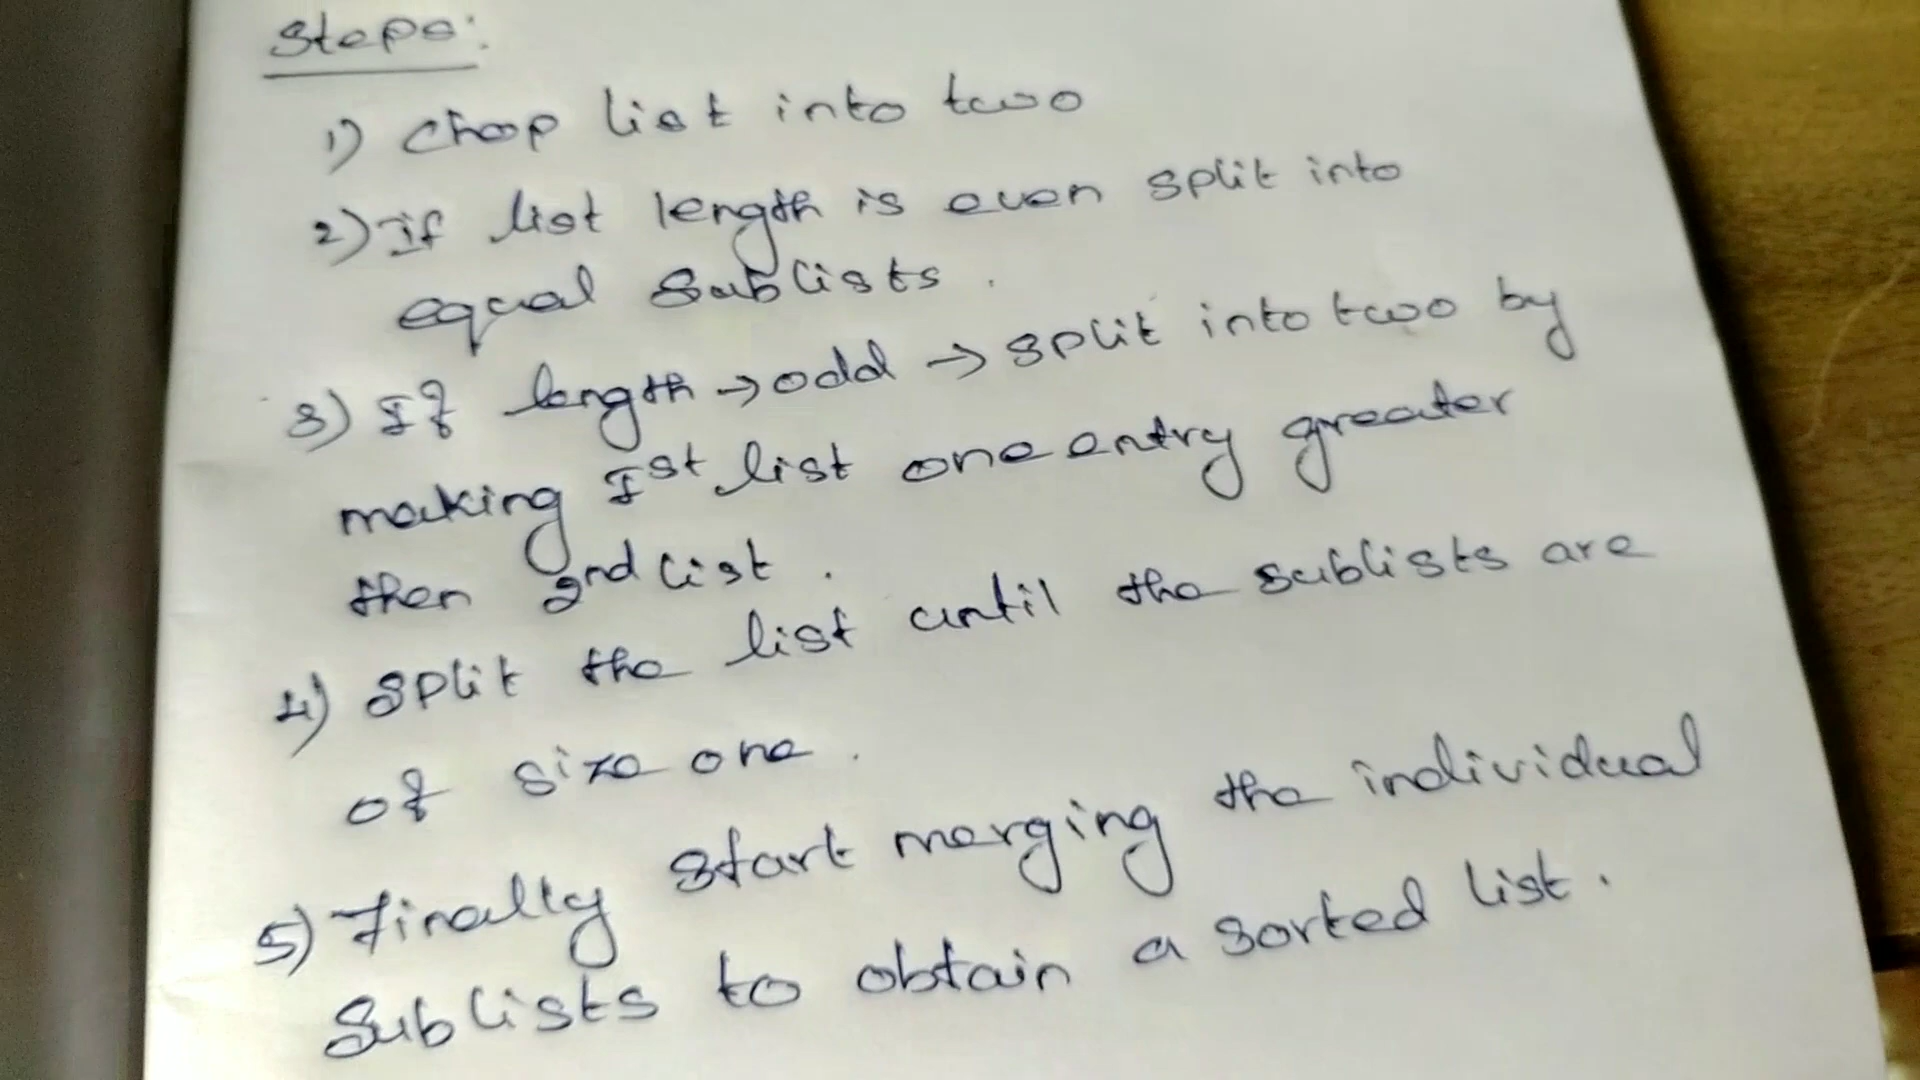 Steps:
1) Chop list into two
2) If list length is even split into
equal sublists.
3) If length → odd → split into two by
making Ist list one entry greater
then 2nd list.
4) split the list until the sublists are
of size one.
5) Finally start merging the individual
Sublists to obtain a sorted list.